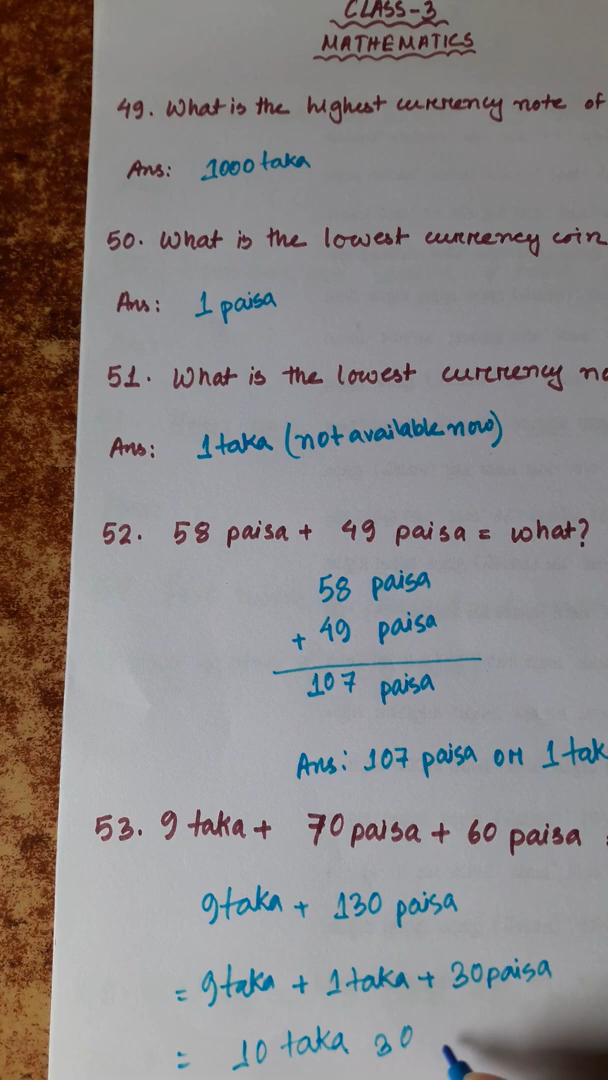 CLASS-3
MATHEMATICS
49. What is the highest currency note of
Ans: 1000 taka
50. What is the lowest currency coin
Ans: 1 paisa
51. What is the lowest currency
Ans: 1 taka (not available now)
52. 58 paisa + 49 paisa = what?
58 paisa
+ 49 paisa
107 paisa
Ans: 107 paisa or 1
53. 9 taka + 70 paisa + 60 paisa
9 taka + 130 paisa
= 9 taka + 1 taka + 30 paisa
= 10 taka 30